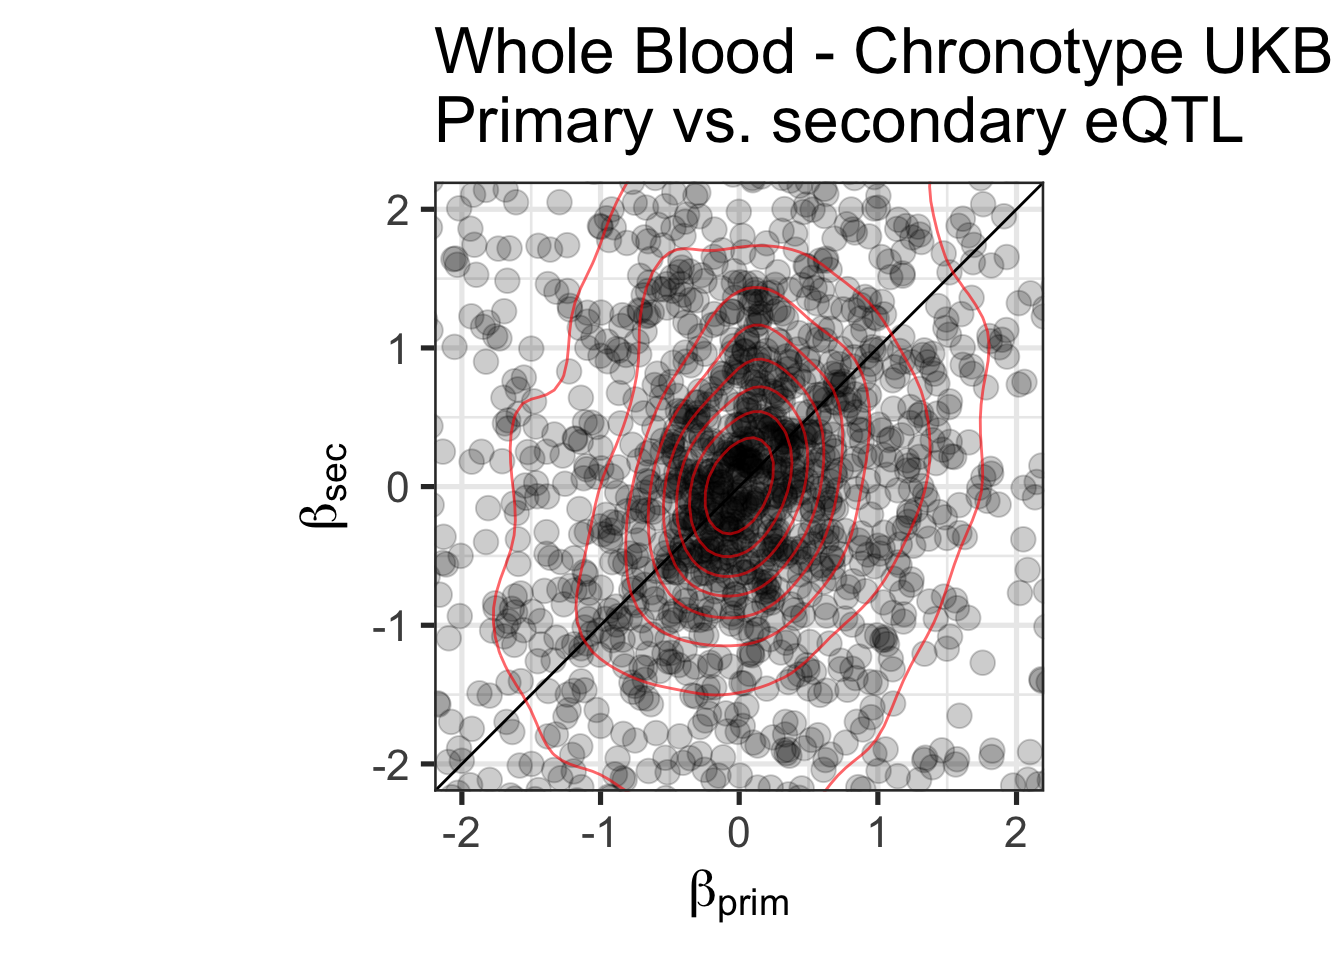 Whole Blood - Chronotype UKB
Primary vs. secondary eQTL
2
1
0
-1
-2
βsec
-2 -1 0 1 2
βprim